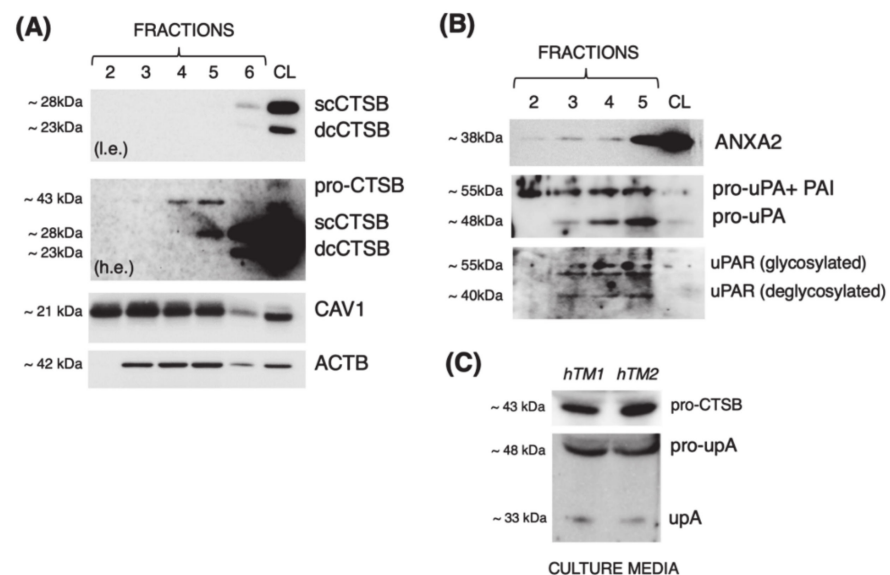 (A)
FRACTIONS
2 3 4 5 6 CL
~ 28kDa scCTSB
~ 23kDa dcCTSB
(l.e.)
pro-CTSB
~ 43 kDa
scCTSB
~ 28kDa
~ 23kDa dcCTSB
(h.e.)
~ 21 kDa CAV1
~ 42 kDa ACTB
(B)
FRACTIONS
2 3 4 5 CL
~ 38kDa ANXA2
~ 55kDa pro-uPA+ PAI
~ 48kDa pro-uPA
~ 55kDa uPAR (glycosylated)
~ 40kDa uPAR (deglycosylated)
(C)
hTM1 hTM2
~ 43 kDa pro-CTSB
~ 48 kDa pro-upA
~ 33 kDa upA
CULTURE MEDIA